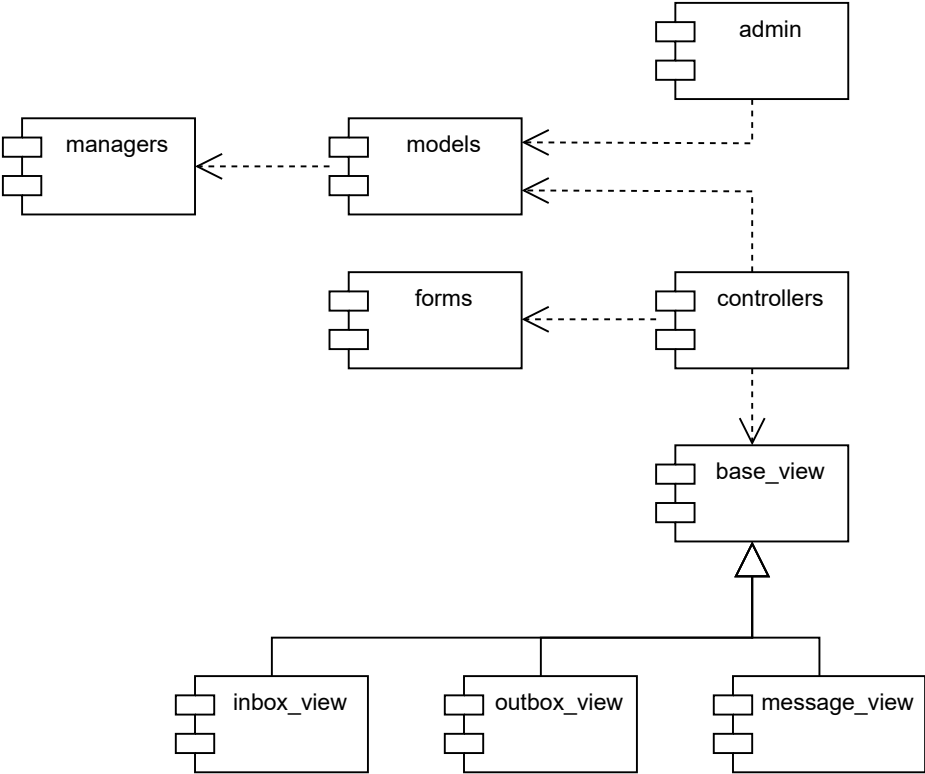 admin
managers
models
forms
controllers
base_view
inbox_view
outbox_view
message_view